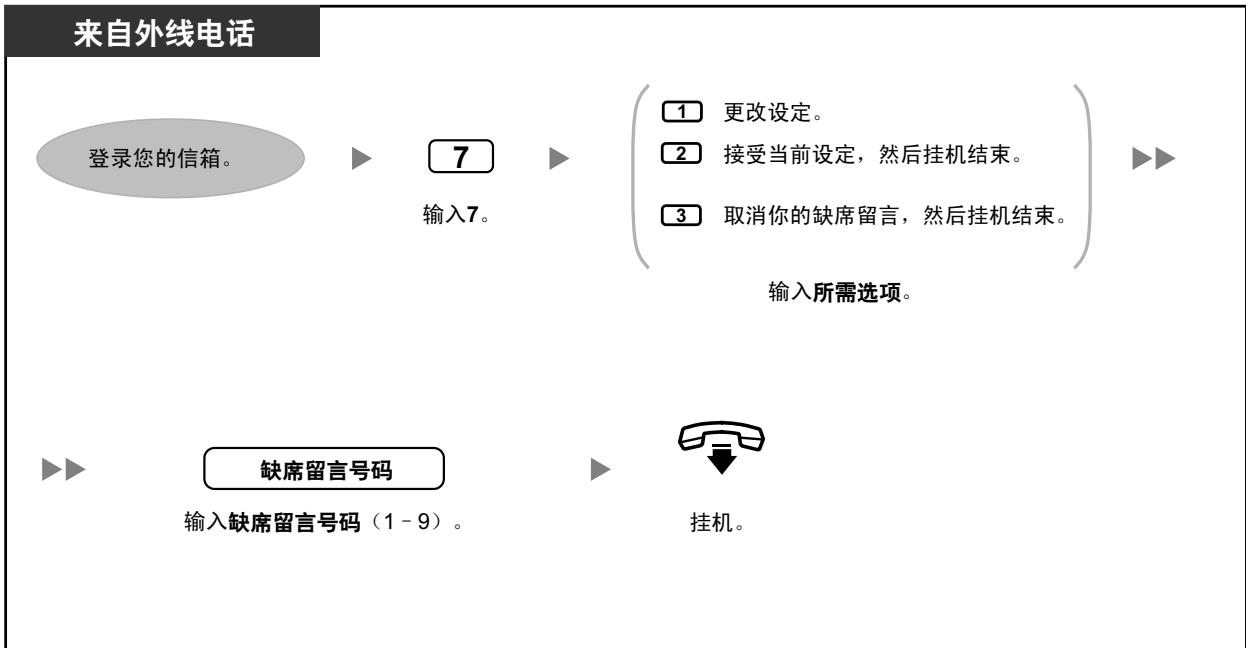 来自外线电话
登录您的信箱。
7
输入7。
1 更改设定。
2 接受当前设定，然后挂机结束。
3 取消你的缺席留言，然后挂机结束。
输入所需选项。
缺席留言号码
输入缺席留言号码（1–9）。
挂机。